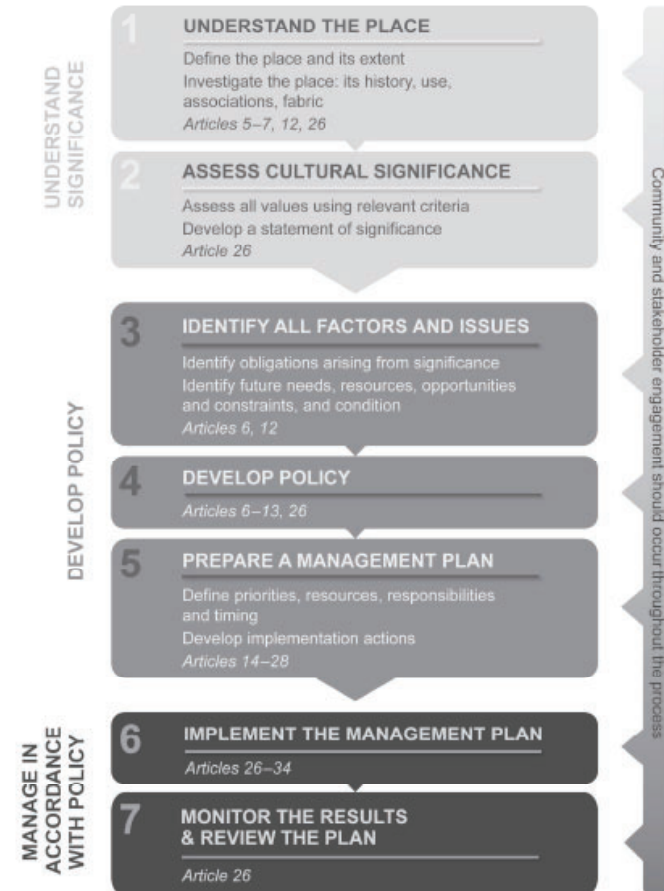 UNDERSTAND
SIGNIFICANCE
1
UNDERSTAND THE PLACE
Define the place and its extent
Investigate the place: its history, use,
associations, fabric
Articles 5–7, 12, 26
2
ASSESS CULTURAL SIGNIFICANCE
Assess all values using relevant criteria
Develop a statement of significance
Article 26
DEVELOP POLICY
3
IDENTIFY ALL FACTORS AND ISSUES
Identify obligations arising from significance
Identify future needs, resources, opportunities
and constraints, and condition
Articles 6, 12
4
DEVELOP POLICY
Articles 6–13, 26
5
PREPARE A MANAGEMENT PLAN
Define priorities, resources, responsibilities
and timing
Develop implementation actions
Articles 14–28
MANAGE IN
ACCORDANCE
WITH POLICY
6
IMPLEMENT THE MANAGEMENT PLAN
Articles 26–34
7
MONITOR THE RESULTS
& REVIEW THE PLAN
Article 26
Community and stakeholder engagement should occur throughout the process